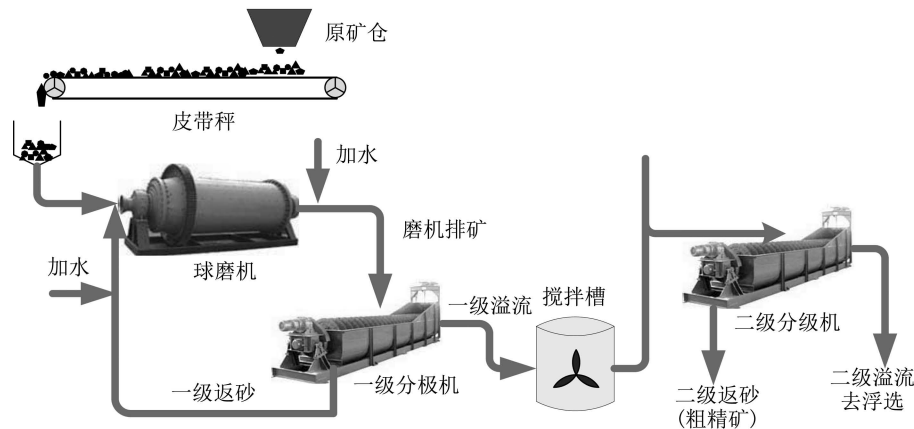 原矿仓
皮带秤
加水
磨机排矿
球磨机
加水
一级溢流
搅拌槽
二级分级机
一级返砂
一级分极机
二级返砂
(粗精矿)
二级溢流
去浮选